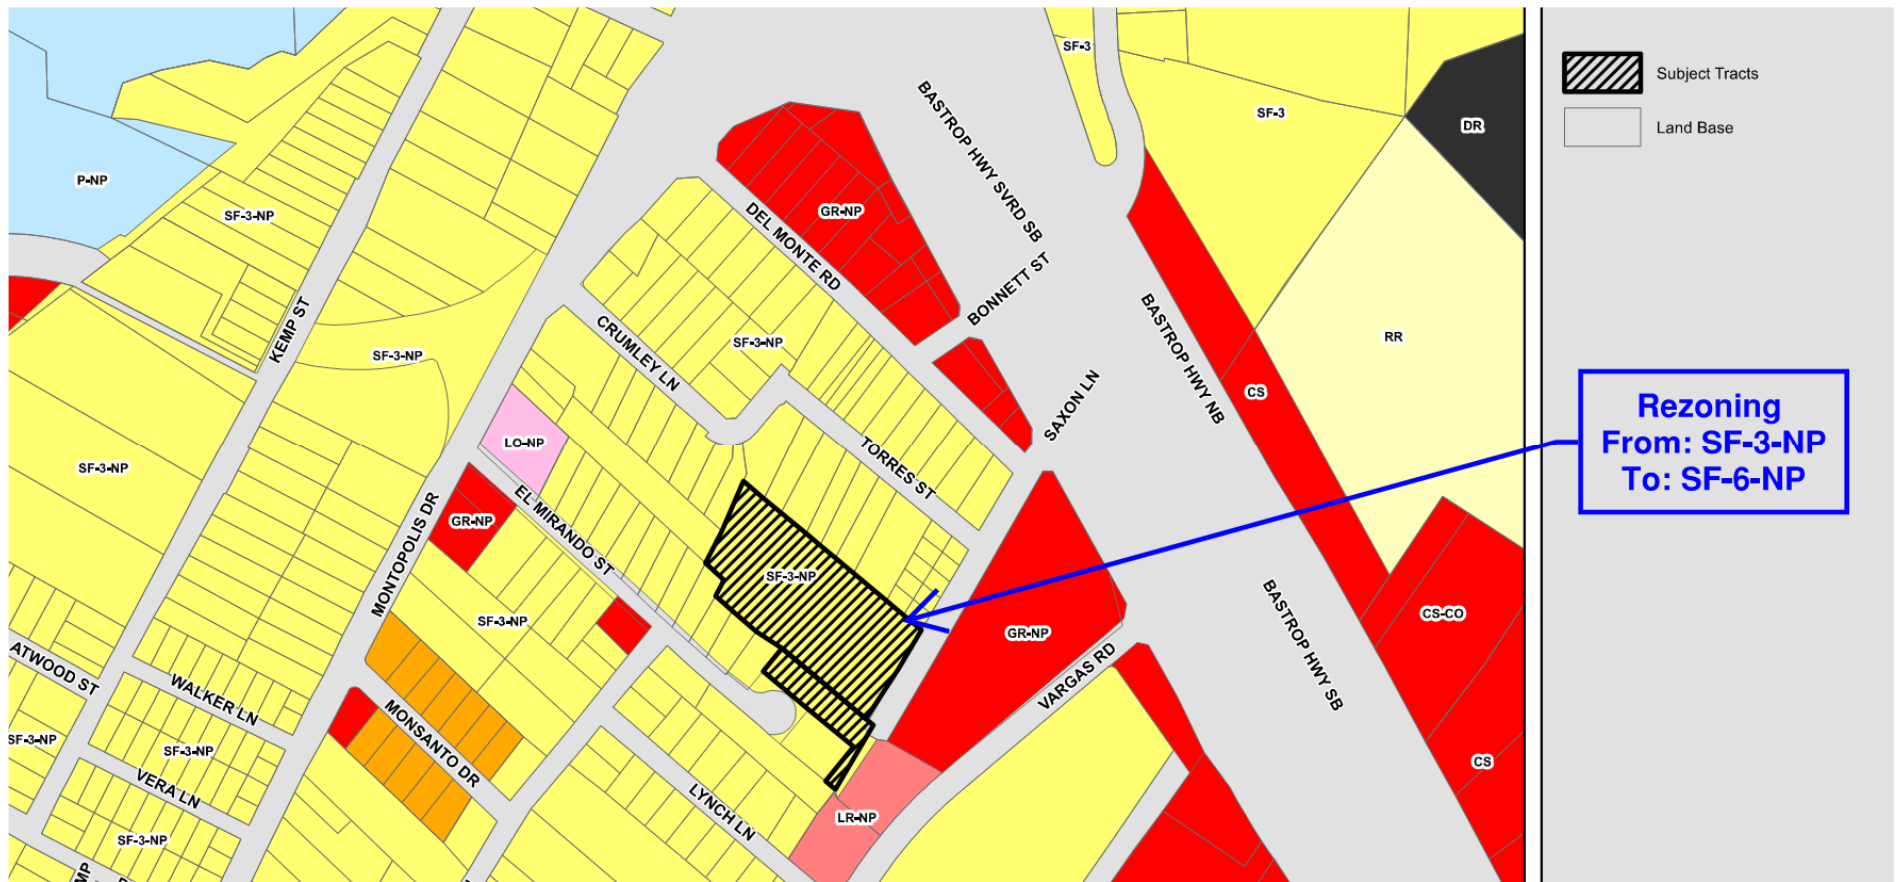 SF-3
SF-3
DR
P-NP
SF-3-NP
GR-NP
BASTROP HWY SVRD SB
DEL MONTE RD
BONNETT ST
KEMP ST
SF-3-NP
CRUMLEY LN
SF-3-NP
BASTROP HWY NB
RR
CS
SAXON LN
LO-NP
TORRES ST
SF-3-NP
GR-NP
EL MIRANDO ST
MONTOPOLIS DR
SF-3-NP
SF-3-NP
GR-NP
CS-CO
BASTROP HWY SB
ATWOOD ST
WALKER LN
VARGAS RD
SF-3-NP
SF-3-NP
MONSANTO DR
CS
VERA LN
LYNCH LN
LR-NP
SF-3-NP
MP
Subject Tracts
Land Base
Rezoning
From: SF-3-NP
To: SF-6-NP